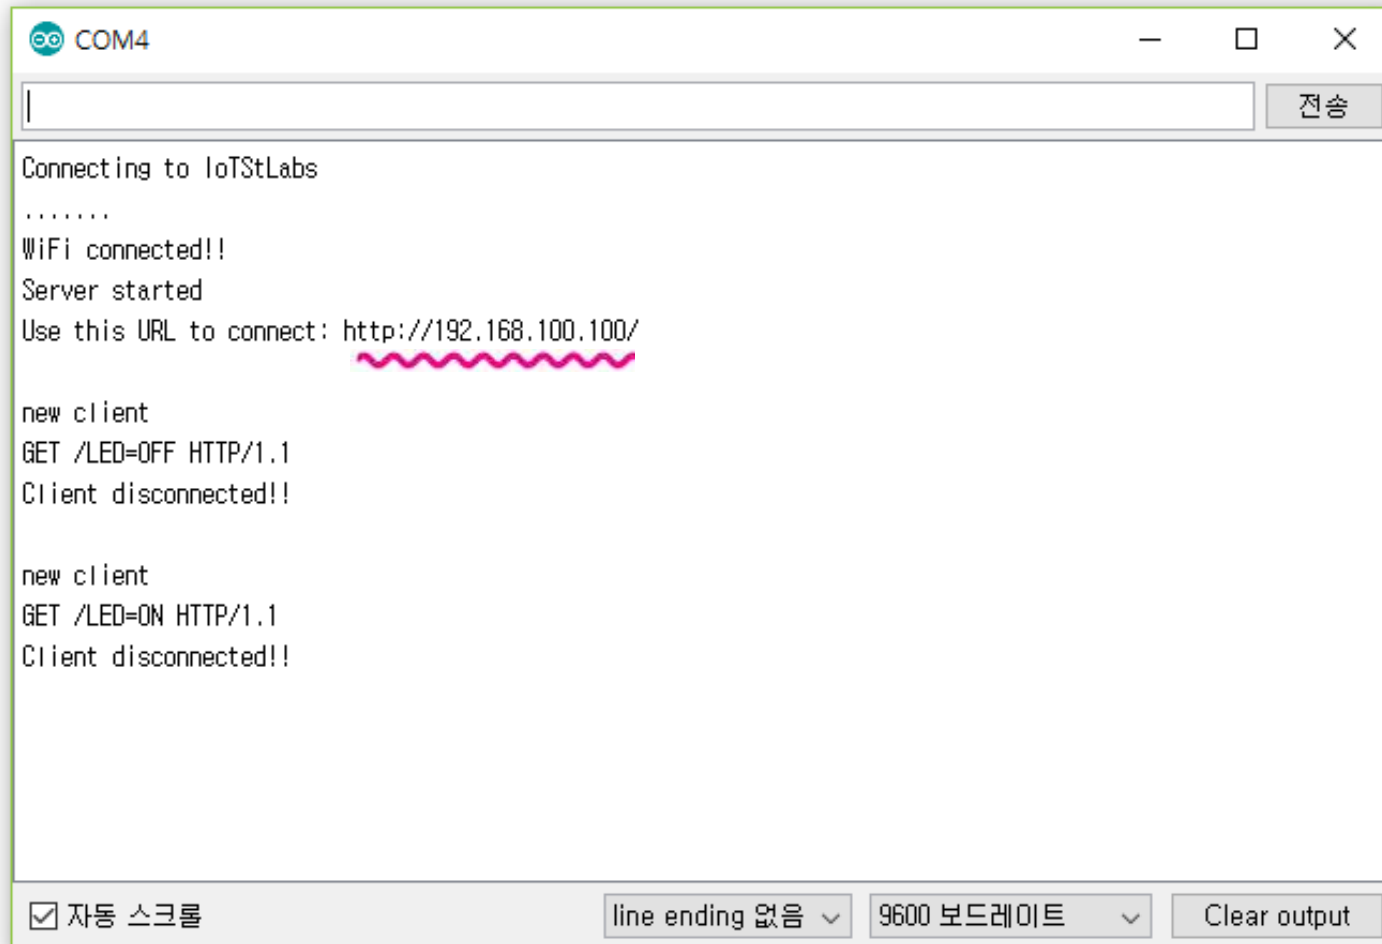 COM4
전송
Connecting to IoTStLabs
.......
WiFi connected!!
Server started
Use this URL to connect: http://192.168.100.100/
new client
GET /LED=OFF HTTP/1.1
Client disconnected!!
new client
GET /LED=ON HTTP/1.1
Client disconnected!!
자동 스크롤
line ending 없음
9600 보드레이트
Clear output